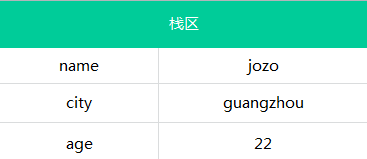 栈区
name jozo
city guangzhou
age 22